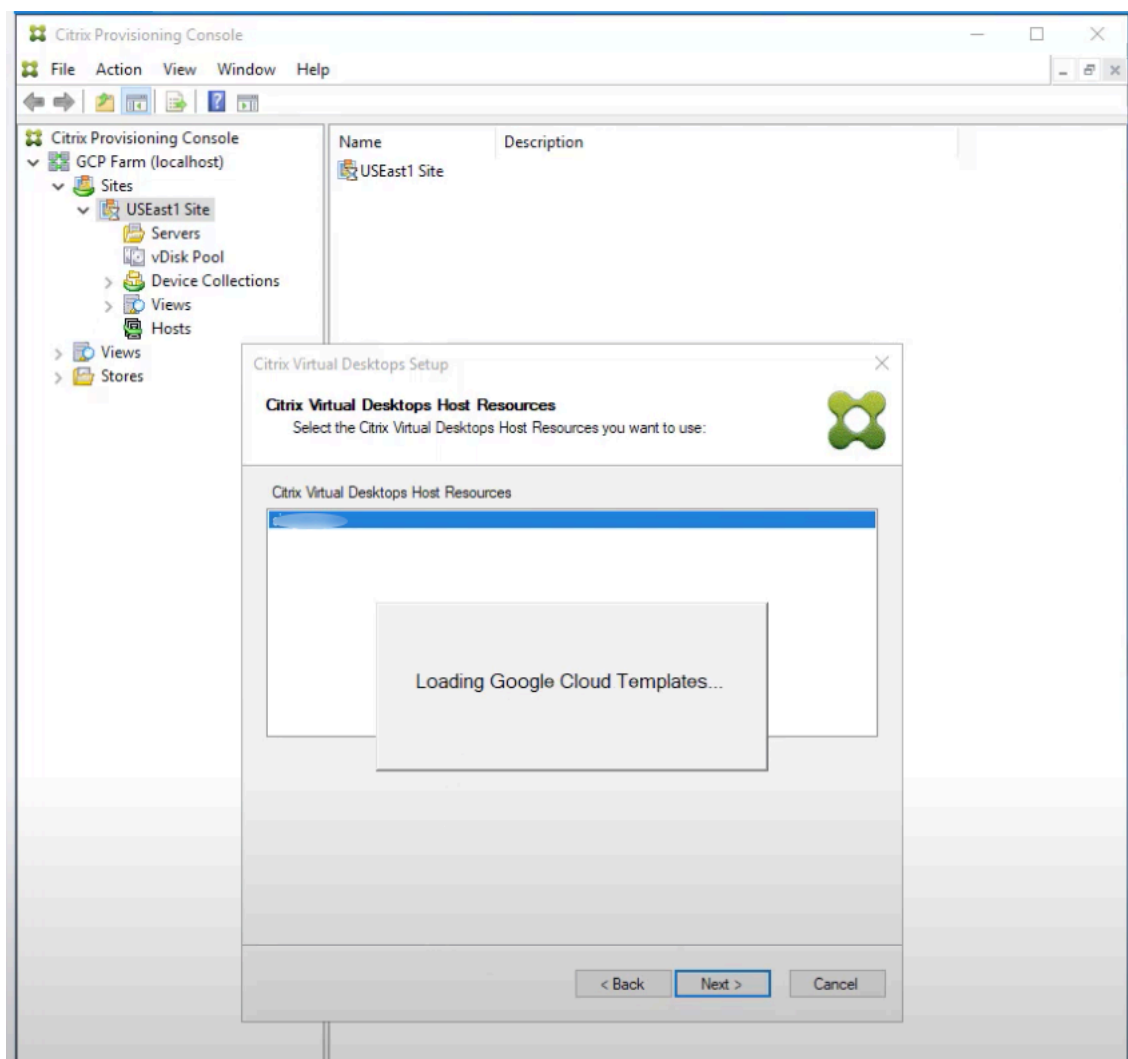 Citrix Provisioning Console
File Action View Window Help
Citrix Provisioning Console
GCP Farm (localhost)
Sites
USEast1 Site
Servers
vDisk Pool
Device Collections
Views
Hosts
Views
Stores
Name Description
USEast1 Site
Citrix Virtual Desktops Setup
Citrix Virtual Desktops Host Resources
Select the Citrix Virtual Desktops Host Resources you want to use:
Citrix Virtual Desktops Host Resources
Loading Google Cloud Templates...
< Back Next > Cancel